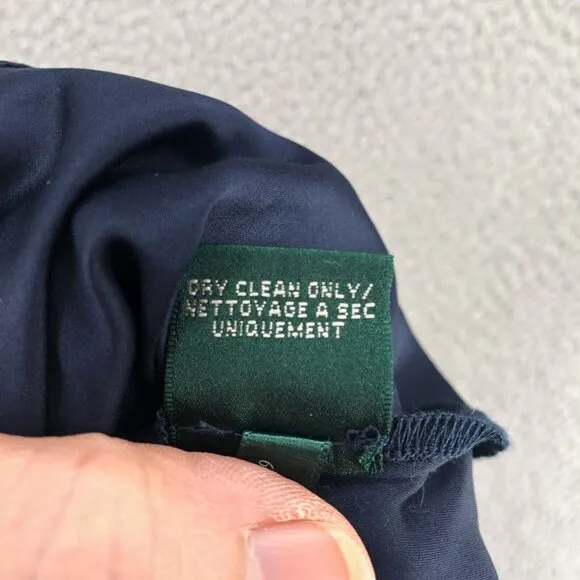 DRY CLEAN ONLY/
NETTOYAGE A SEC
UNIQUEMENT